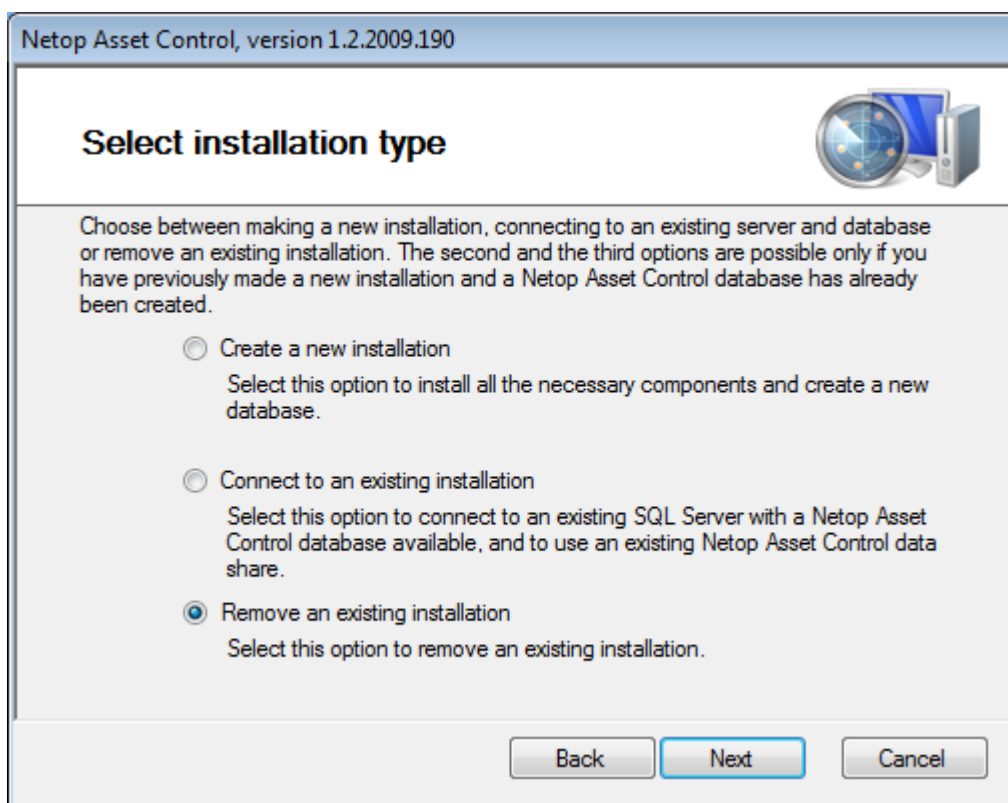 Netop Asset Control, version 1.2.2009.190
Select installation type
Choose between making a new installation, connecting to an existing server and database
or remove an existing installation. The second and the third options are possible only if you
have previously made a new installation and a Netop Asset Control database has already
been created.
Create a new installation
Select this option to install all the necessary components and create a new
database.
Connect to an existing installation
Select this option to connect to an existing SQL Server with a Netop Asset
Control database available, and to use an existing Netop Asset Control data
share.
Remove an existing installation
Select this option to remove an existing installation.
Back Next Cancel